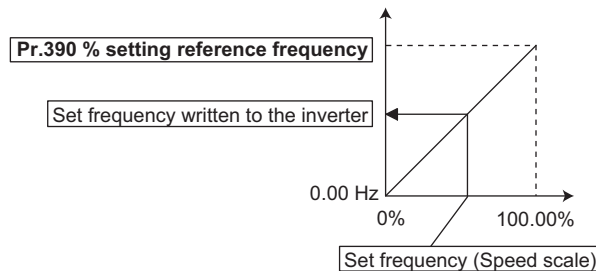 Pr.390 % setting reference frequency
Set frequency written to the inverter
0.00 Hz
0%
100.00%
Set frequency (Speed scale)